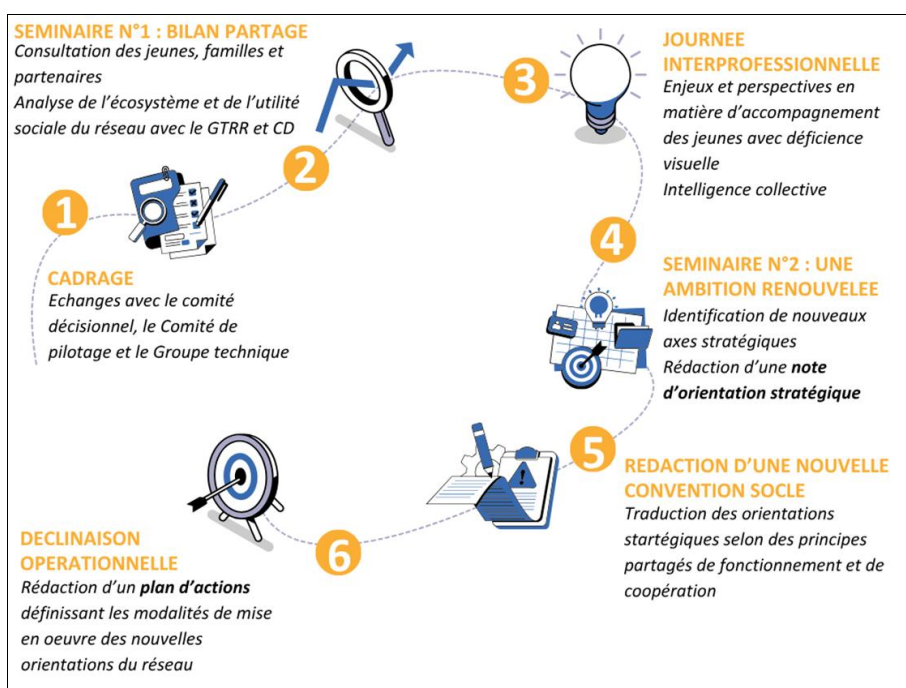 1
CADRAGE
Echanges avec le comité
décisionnel, le Comité de
pilotage et le Groupe technique
2
SEMINAIRE N°1 : BILAN PARTAGE
Consultation des jeunes, familles et
partenaires
Analyse de l'écosystème et de l'utilité
sociale du réseau avec le GTRR et CD
3
JOURNEE
INTERPROFESSIONNELLE
Enjeux et perspectives en
matière d'accompagnement
des jeunes avec déficience
visuelle
Intelligence collective
4
SEMINAIRE N°2 : UNE
AMBITION RENOUVELEE
Identification de nouveaux
axes stratégiques
Rédaction d'une note
d'orientation stratégique
5
REDACTION D'UNE NOUVELLE
CONVENTION SOCLE
Traduction des orientations
startégiques selon des principes
partagés de fonctionnement et de
coopération
6
DECLINAISON
OPERATIONNELLE
Rédaction d'un plan d'actions
définissant les modalités de mise
en oeuvre des nouvelles
orientations du réseau